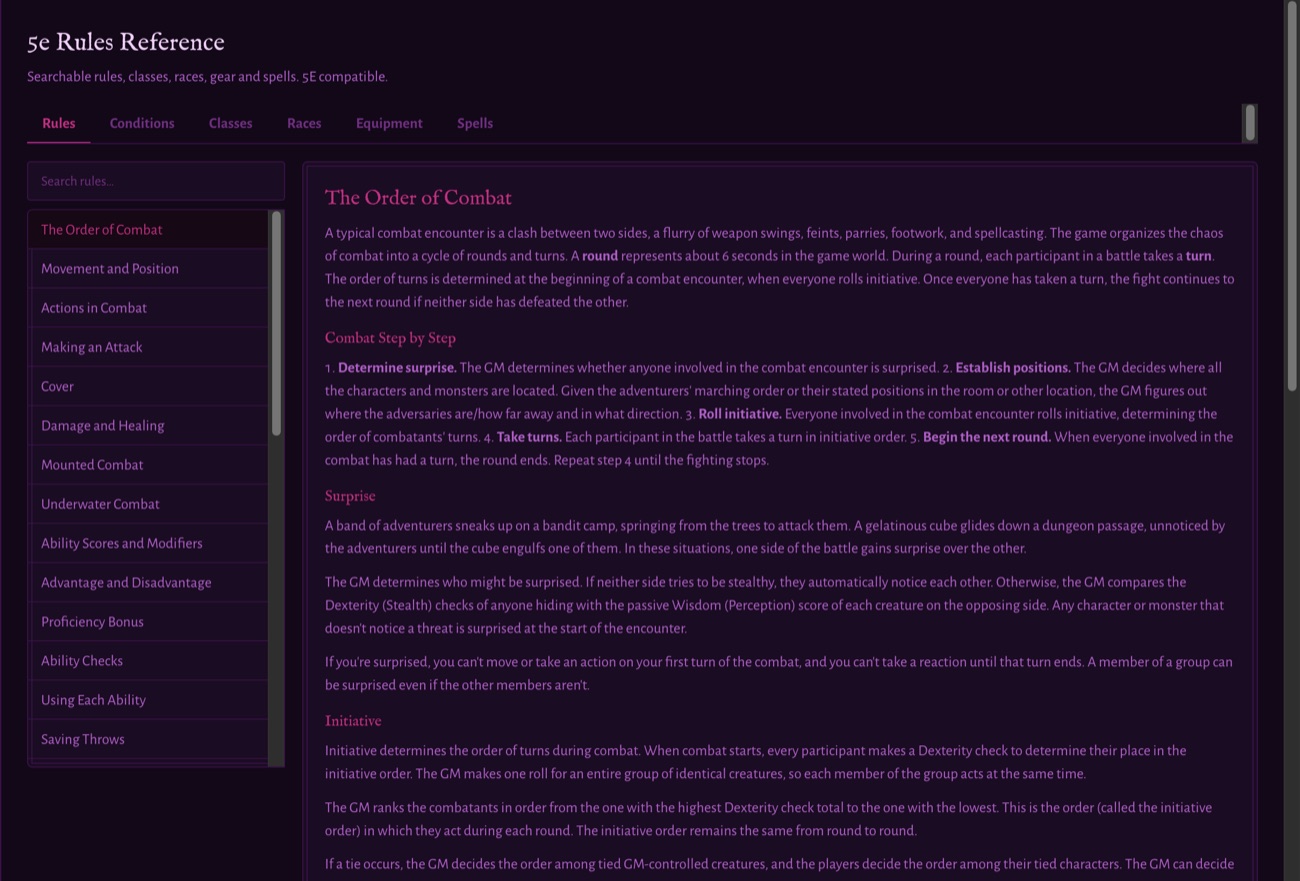 5e Rules Reference
Searchable rules, classes, races, gear and spells. 5E compatible.
Rules Conditions Classes Races Equipment Spells
Search rules...
The Order of Combat
Movement and Position
Actions in Combat
Making an Attack
Cover
Damage and Healing
Mounted Combat
Underwater Combat
Ability Scores and Modifiers
Advantage and Disadvantage
Proficiency Bonus
Ability Checks
Using Each Ability
Saving Throws
The Order of Combat
A typical combat encounter is a clash between two sides, a flurry of weapon swings, feints, parries, footwork, and spellcasting. The game organizes the chaos
of combat into a cycle of rounds and turns. A round represents about 6 seconds in the game world. During a round, each participant in a battle takes a turn.
The order of turns is determined at the beginning of a combat encounter, when everyone rolls initiative. Once everyone has taken a turn, the fight continues to
the next round if neither side has defeated the other.
Combat Step by Step
1. Determine surprise. The GM determines whether anyone involved in the combat encounter is surprised. 2. Establish positions. The GM decides where all
the characters and monsters are located. Given the adventurers' marching order or their stated positions in the room or other location, the GM figures out
where the adversaries are/how far away and in what direction. 3. Roll initiative. Everyone involved in the combat encounter rolls initiative, determining the
order of combatants' turns. 4. Take turns. Each participant in the battle takes a turn in initiative order. 5. Begin the next round. When everyone involved in the
combat has had a turn, the round ends. Repeat step 4 until the fighting stops.
Surprise
A band of adventurers sneaks up on a bandit camp, springing from the trees to attack them. A gelatinous cube glides down a dungeon passage, unnoticed by
the adventurers until the cube engulfs one of them. In these situations, one side of the battle gains surprise over the other.
The GM determines who might be surprised. If neither side tries to be stealthy, they automatically notice each other. Otherwise, the GM compares the
Dexterity (Stealth) checks of anyone hiding with the passive Wisdom (Perception) score of each creature on the opposing side. Any character or monster that
doesn't notice a threat is surprised at the start of the encounter.
If you're surprised, you can't move or take an action on your first turn of the combat, and you can't take a reaction until that turn ends. A member of a group can
be surprised even if the other members aren't.
Initiative
Initiative determines the order of turns during combat. When combat starts, every participant makes a Dexterity check to determine their place in the
initiative order. The GM makes one roll for an entire group of identical creatures, so each member of the group acts at the same time.
The GM ranks the combatants in order from the one with the highest Dexterity check total to the one with the lowest. This is the order (called the initiative
order) in which they act during each round. The initiative order remains the same from round to round.
If a tie occurs, the GM decides the order among tied GM-controlled creatures, and the players decide the order among their tied characters. The GM can decide